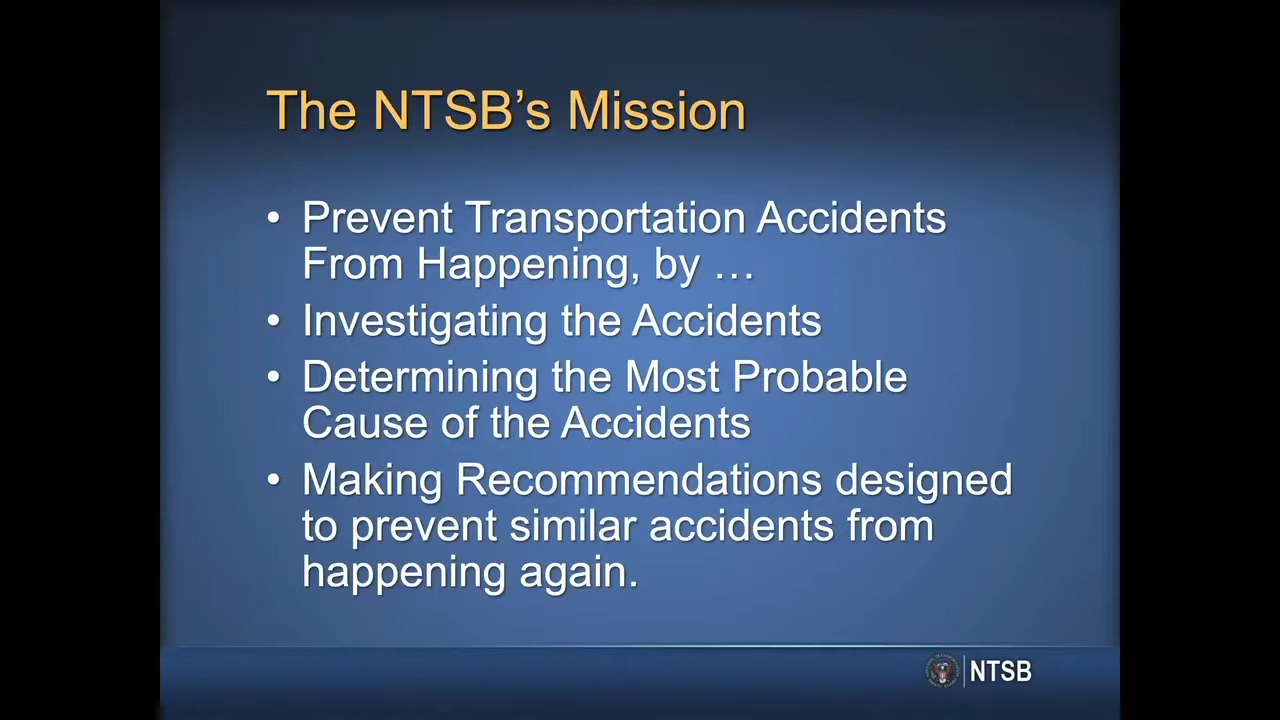 The NTSB’s Mission
• Prevent Transportation Accidents
From Happening, by …
• Investigating the Accidents
• Determining the Most Probable
Cause of the Accidents
• Making Recommendations designed
to prevent similar accidents from
happening again.
NTSB